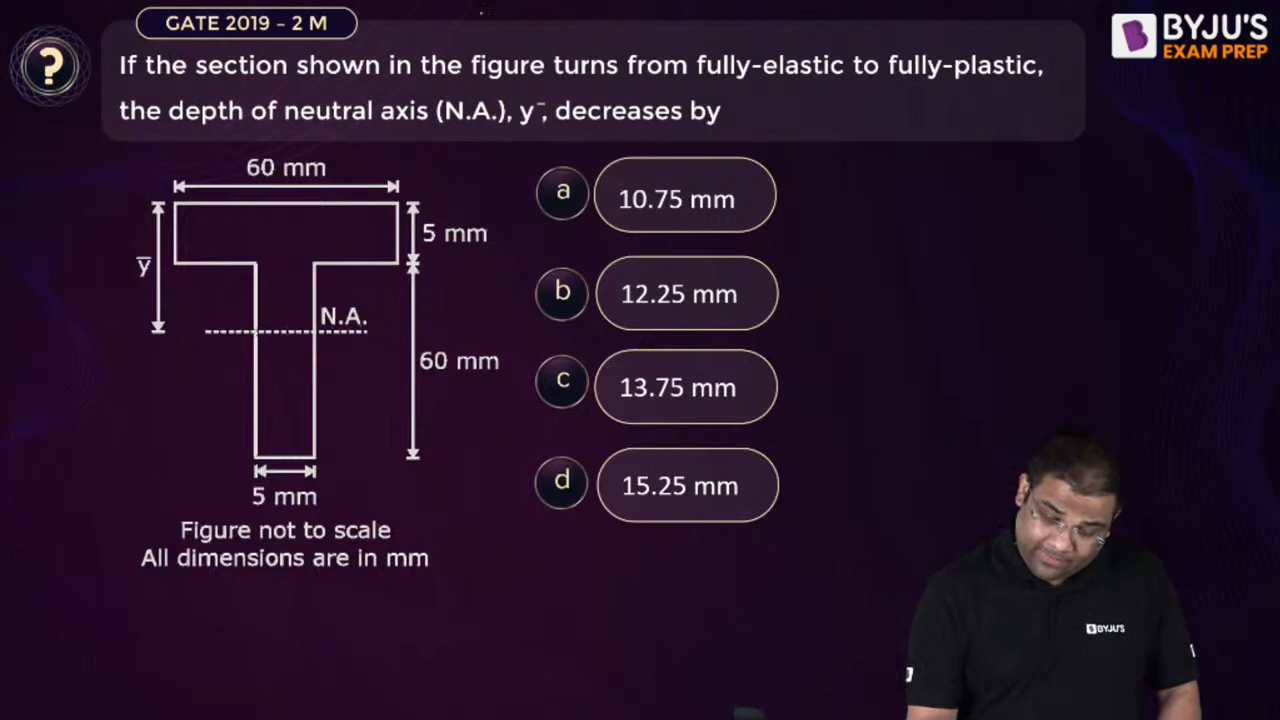 GATE 2019 – 2 M
BYJU'S
EXAM PREP
?
If the section shown in the figure turns from fully-elastic to fully-plastic,
the depth of neutral axis (N.A.), y¯, decreases by
60 mm
5 mm
y̅
N.A.
60 mm
5 mm
Figure not to scale
All dimensions are in mm
a 10.75 mm
b 12.25 mm
c 13.75 mm
d 15.25 mm
BYJU'S